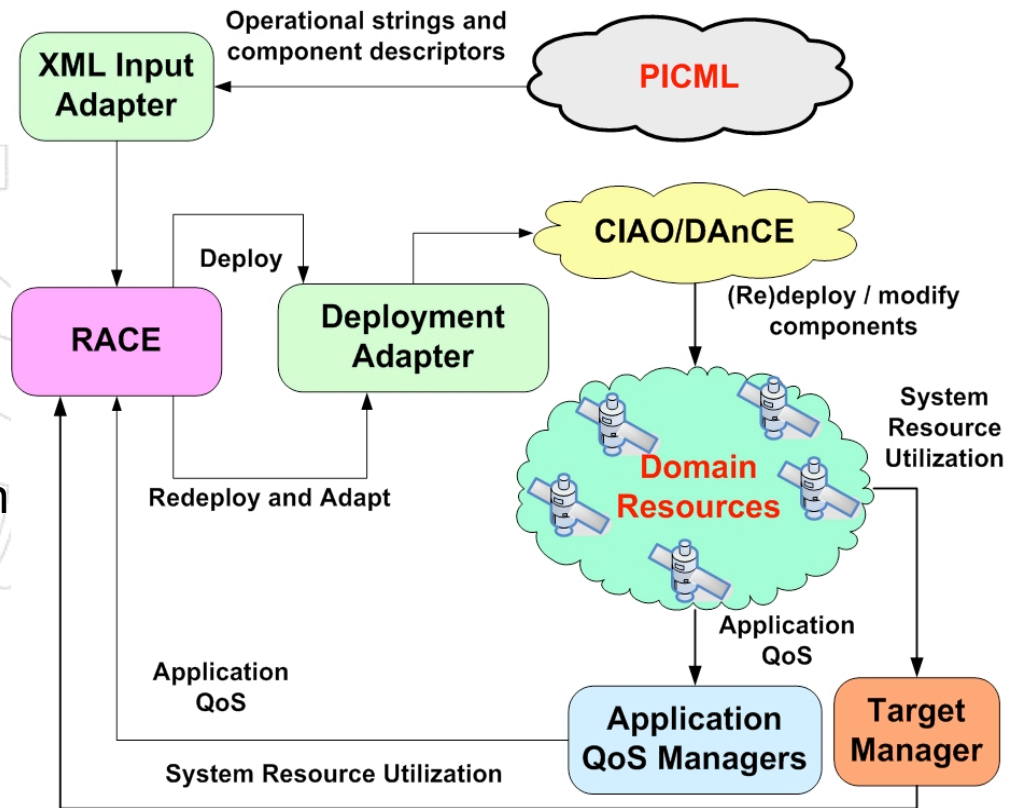 Operational strings and
component descriptors
XML Input
Adapter
PICML
CIAO/DAnCE
Deploy
(Re)deploy / modify
components
RACE
Deployment
Adapter
System
Resource
Utilization
Domain
Resources
Redeploy and Adapt
n
Application
QoS
Application
QoS
Application
QoS Managers
Target
Manager
System Resource Utilization